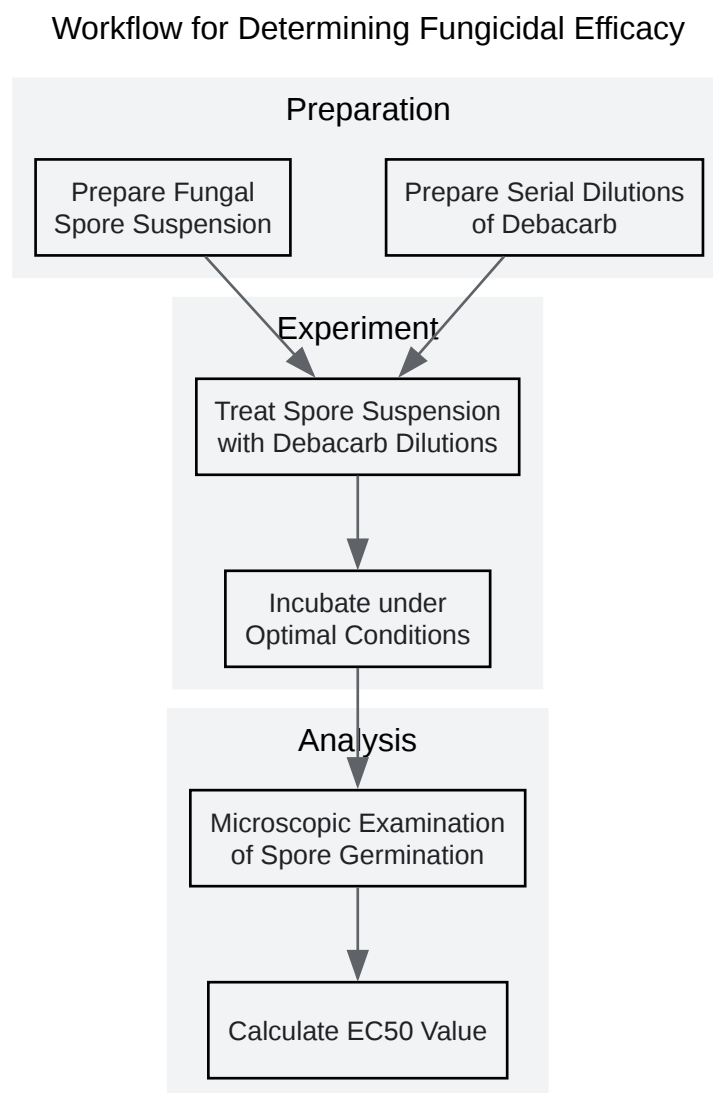 Workflow for Determining Fungicidal Efficacy
Preparation
Prepare Fungal
Spore Suspension
Prepare Serial Dilutions
of Debacarb
Experiment
Treat Spore Suspension
with Debacarb Dilutions
Incubate under
Optimal Conditions
Analysis
Microscopic Examination
of Spore Germination
Calculate EC50 Value